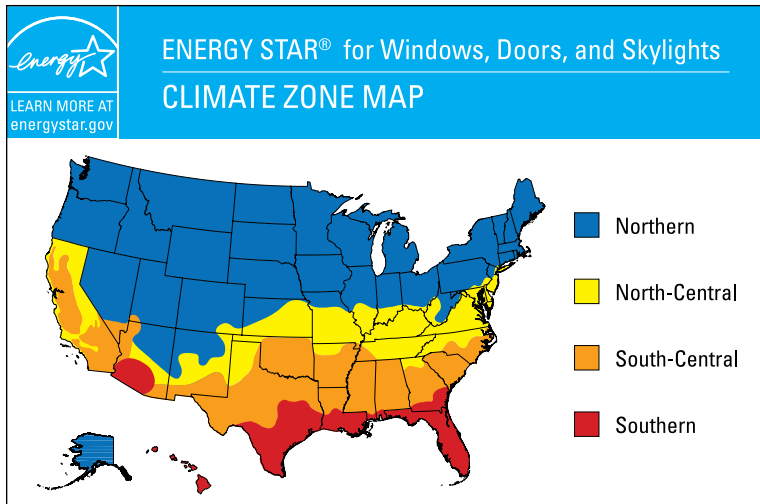 energy
LEARN MORE AT
energystar.gov
ENERGY STAR® for Windows, Doors, and Skylights
CLIMATE ZONE MAP
Northern
North-Central
South-Central
Southern